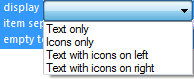 display
Text only
item sep
Icons only
empty t
Text with icons on left
Text with icons on right